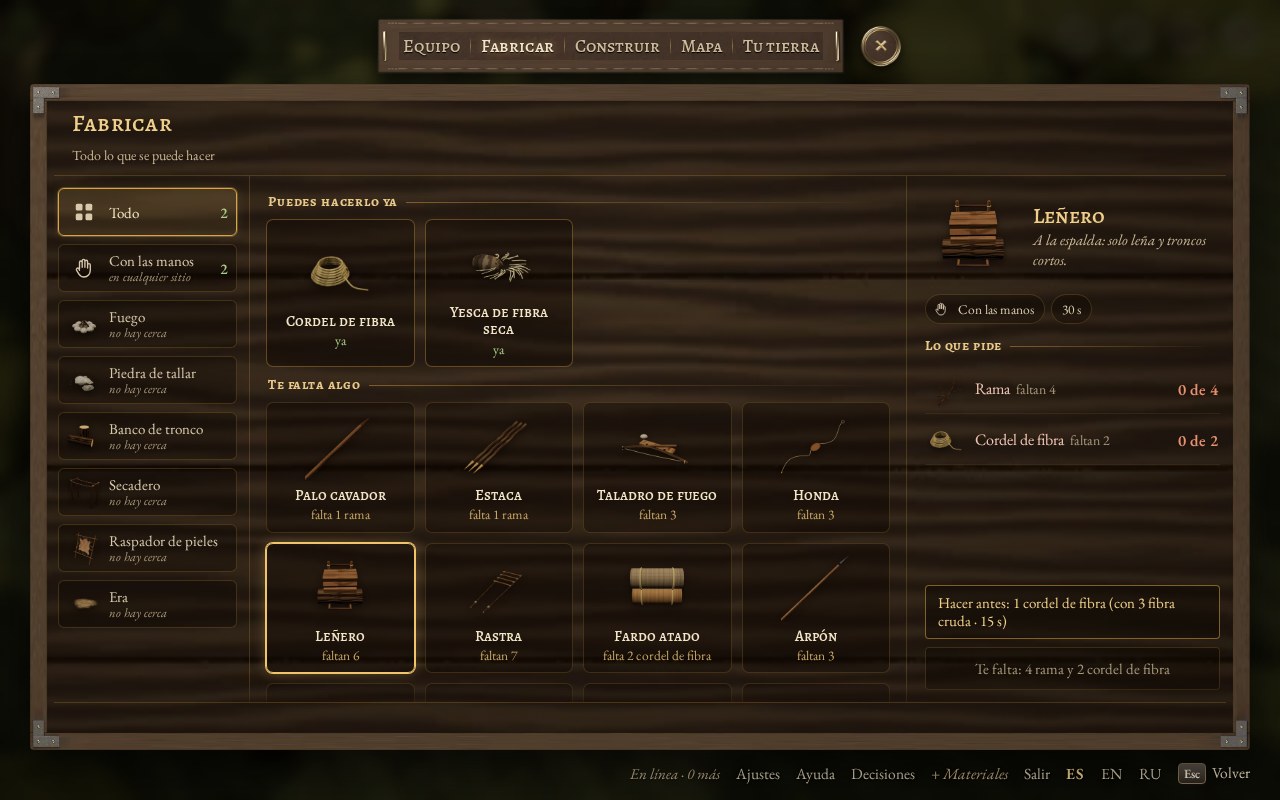 Equipo
Fabricar
Construir
Mapa
Tu tierra
Fabricar
Todo lo que se puede hacer
Todo
2
Con las manos
en cualquier sitio
2
Fuego
no hay cerca
Piedra de tallar
no hay cerca
Banco de tronco
no hay cerca
Secadero
no hay cerca
Raspador de pieles
no hay cerca
Era
no hay cerca
Puedes hacerlo ya
Cordel de fibra
ya
Yesca de fibra
seca
ya
Te falta algo
Palo cavador
falta 1 rama
Estaca
falta 1 rama
Taladro de fuego
faltan 3
Honda
faltan 3
Leñero
faltan 6
Rastra
faltan 7
Fardo atado
falta 2 cordel de fibra
Arpón
faltan 3
Leñero
A la espalda: solo leña y troncos
cortos.
Con las manos
30 s
Lo que pide
Rama faltan 4
0 de 4
Cordel de fibra faltan 2
0 de 2
Hacer antes: 1 cordel de fibra (con 3 fibra
cruda · 15 s)
Te falta: 4 rama y 2 cordel de fibra
En línea · 0 más
Ajustes
Ayuda
Decisiones
+ Materiales
Salir
ES
EN
RU
Esc
Volver